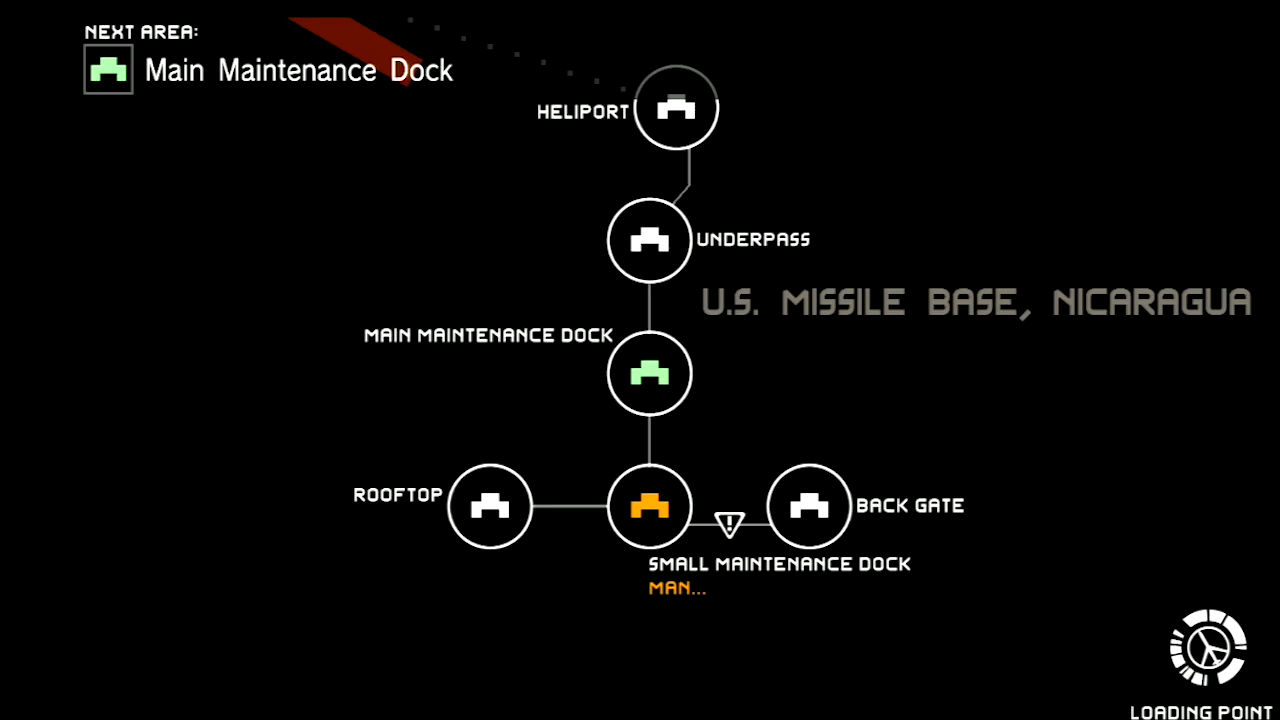 NEXT AREA:
Main Maintenance Dock
HELIPORT
UNDERPASS
U.S. MISSILE BASE, NICARAGUA
MAIN MAINTENANCE DOCK
ROOFTOP
BACK GATE
SMALL MAINTENANCE DOCK
MAN...
LOADING POINT